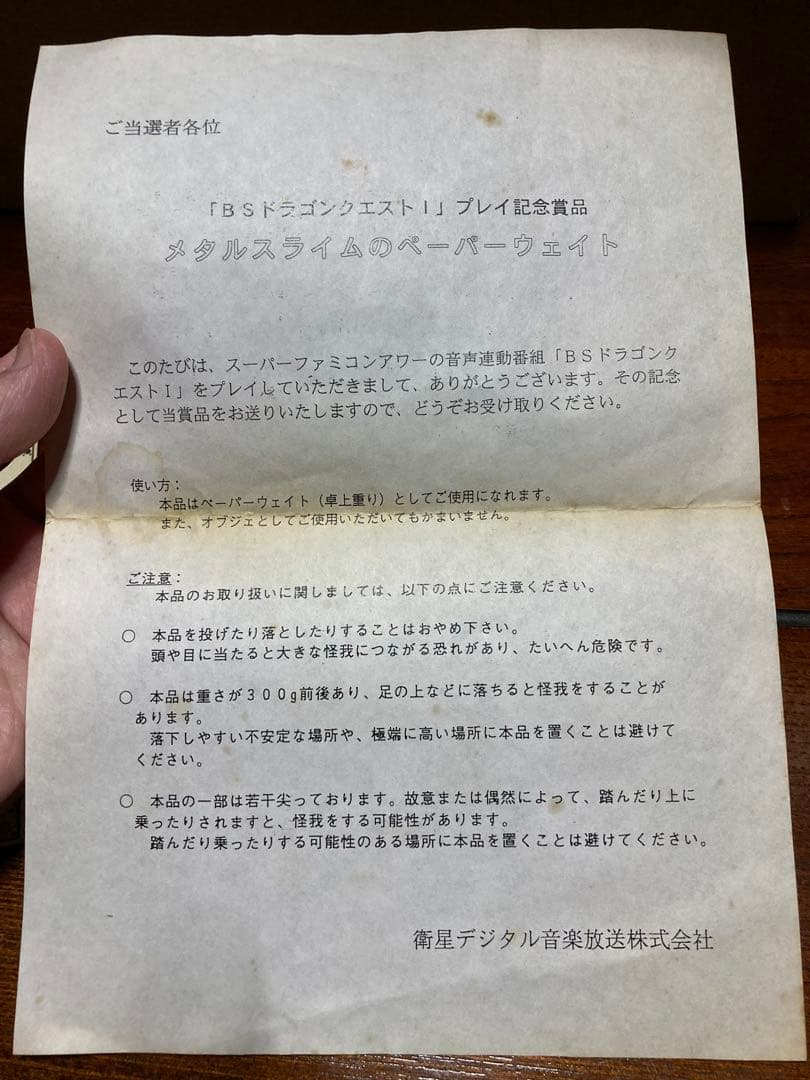 ご当選者各位
「ＢＳドラゴンクエストⅠ」プレイ記念賞品
メタルスライムのペーパーウェイト
このたびは、スーパーファミコンアワーの音声連動番組「ＢＳドラゴンク
エストⅠ」をプレイしていただきまして、ありがとうございます。その記念
として当賞品をお送りいたしますので、どうぞお受け取りください。
使い方：
本品はペーパーウェイト（卓上重り）としてご使用になれます。
また、オブジェとしてご使用いただいてもかまいません。
ご注意：
本品のお取り扱いに関しましては、以下の点にご注意ください。
○　本品を投げたり落としたりすることはおやめ下さい。
頭や目に当たると大きな怪我につながる恐れがあり、たいへん危険です。
○　本品は重さが３００ｇ前後あり、足の上などに落ちると怪我をすることが
あります。
落下しやすい不安定な場所や、極端に高い場所に本品を置くことは避けて
ください。
○　本品の一部は若干尖っております。故意または偶然によって、踏んだり上に
乗ったりされますと、怪我をする可能性があります。
踏んだり乗ったりする可能性のある場所に本品を置くことは避けてください。
衛星デジタル音楽放送株式会社